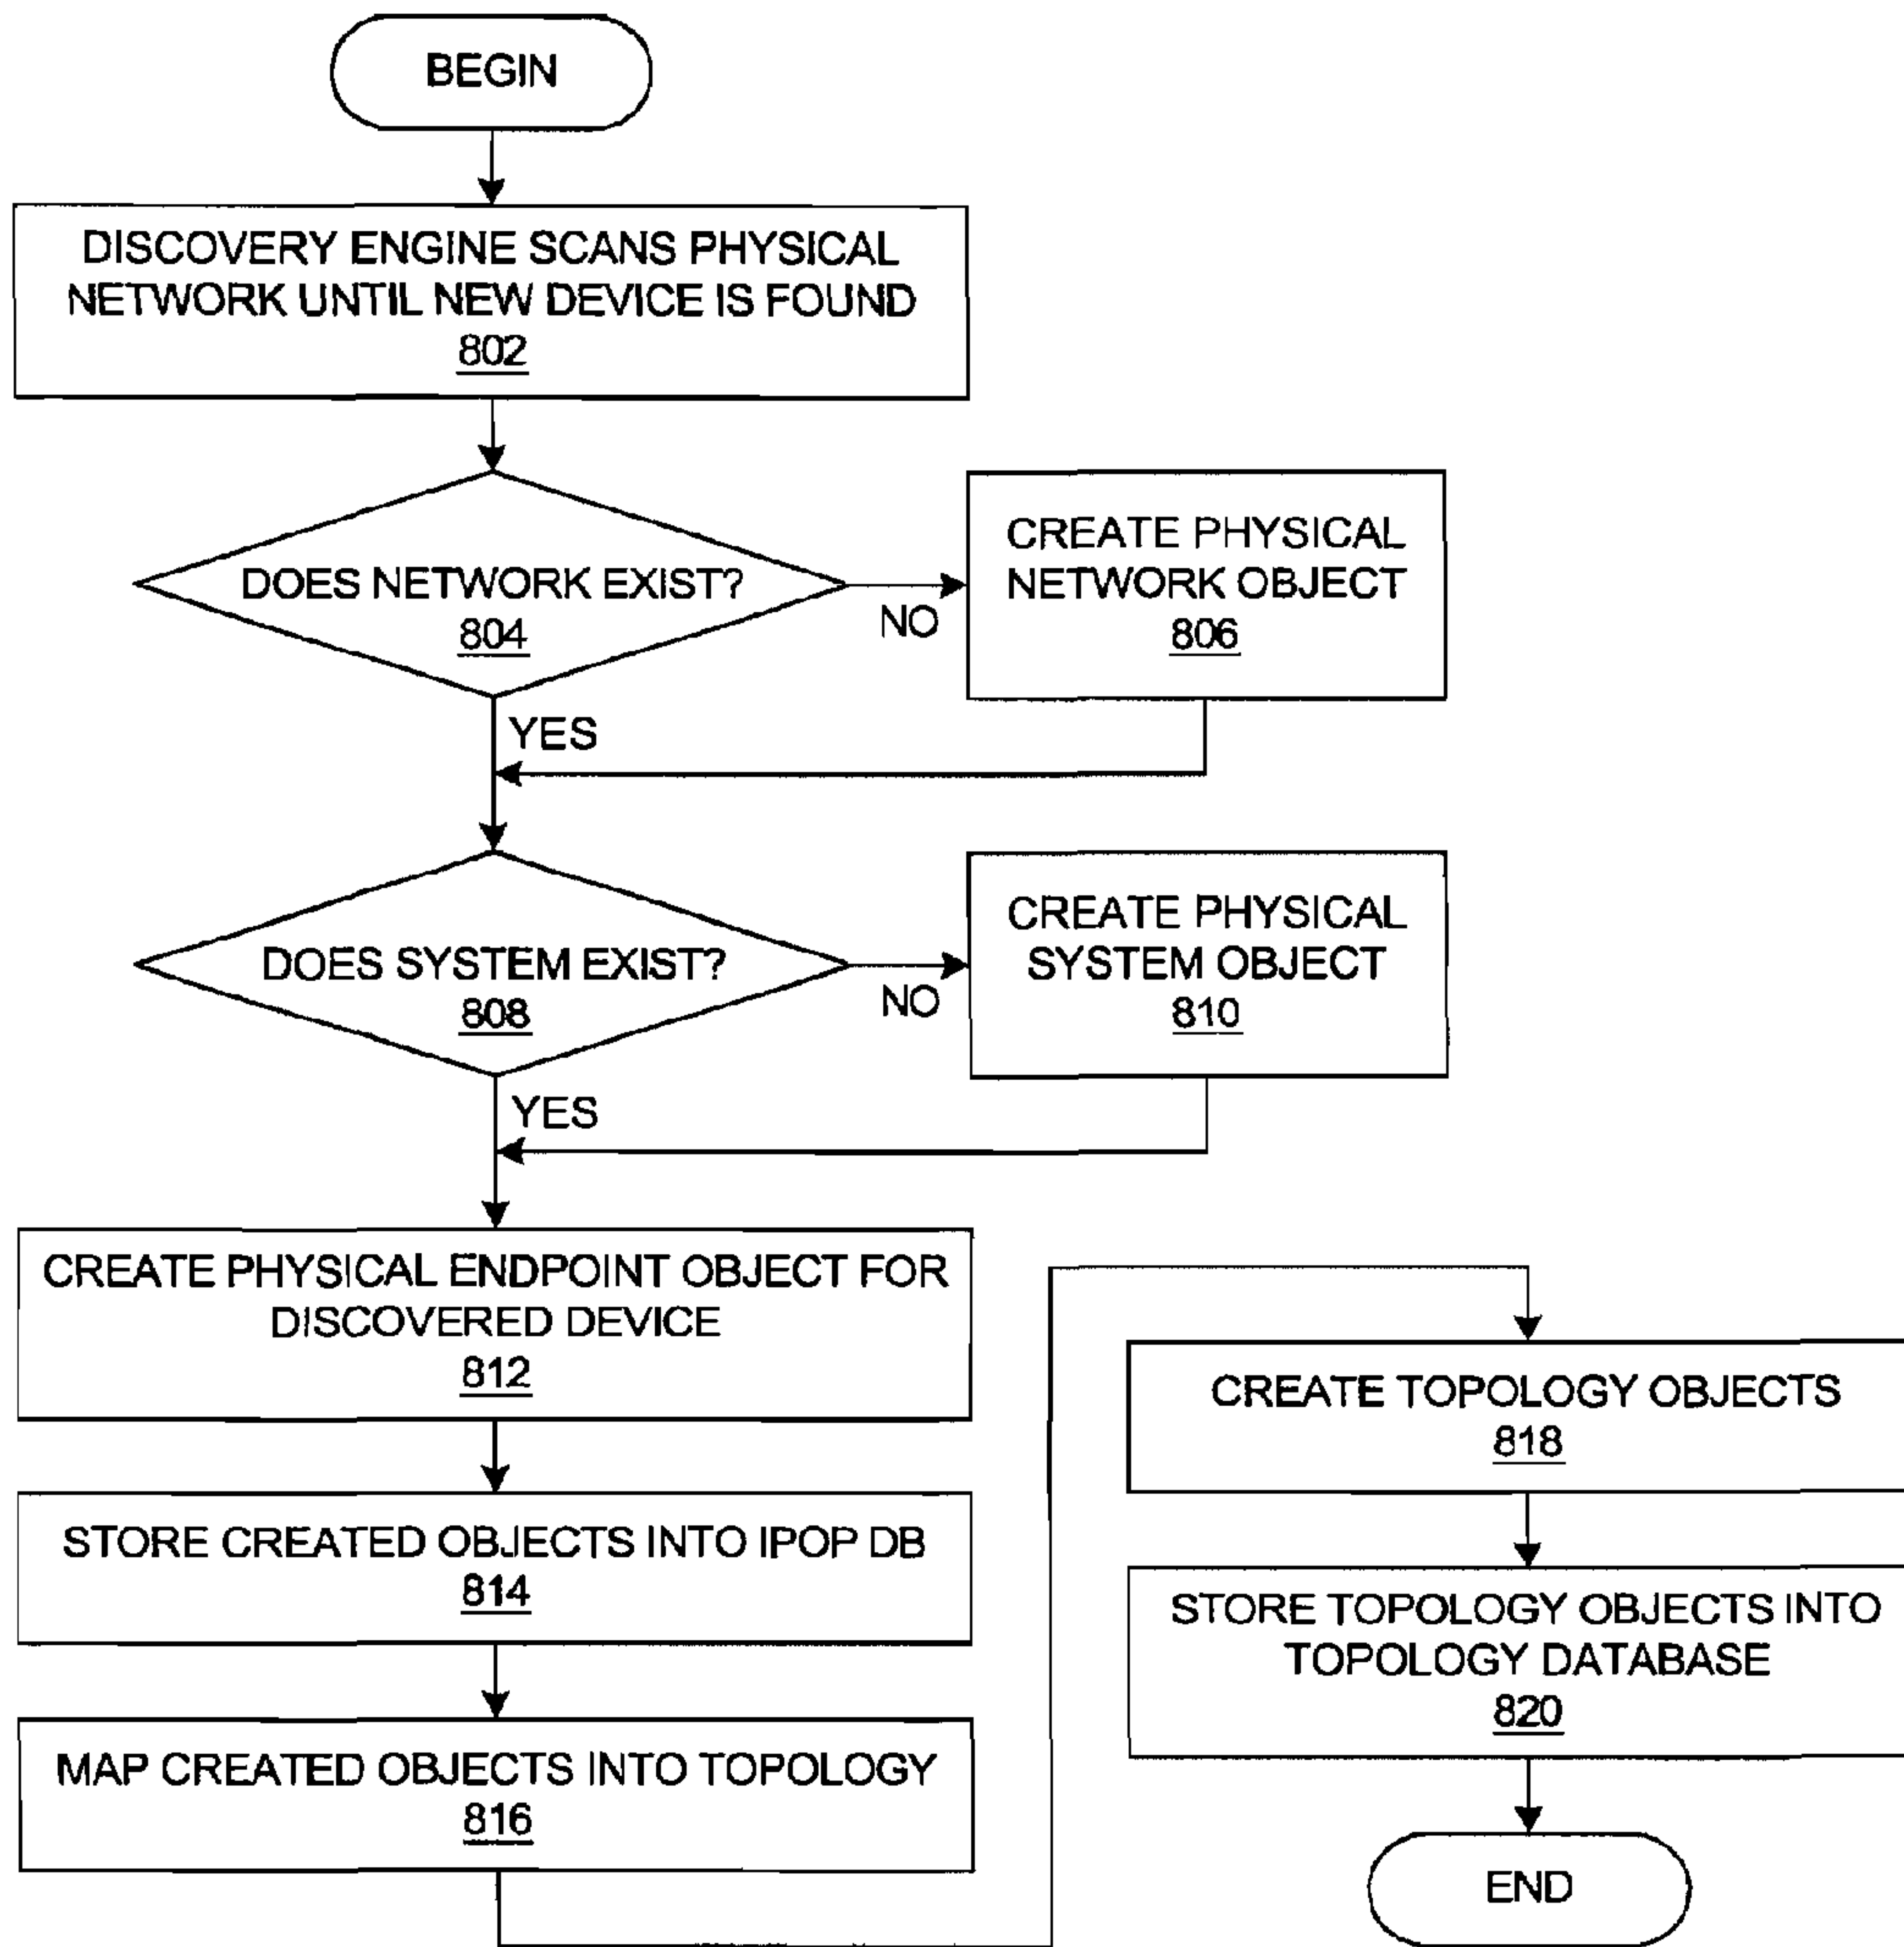 BEGIN
DISCOVERY ENGINE SCANS PHYSICAL
NETWORK UNTIL NEW DEVICE IS FOUND
802
DOES NETWORK EXIST?
804
NO
CREATE PHYSICAL
NETWORK OBJECT
806
YES
DOES SYSTEM EXIST?
808
NO
CREATE PHYSICAL
SYSTEM OBJECT
810
YES
CREATE PHYSICAL ENDPOINT OBJECT FOR
DISCOVERED DEVICE
812
STORE CREATED OBJECTS INTO IPOP DB
814
MAP CREATED OBJECTS INTO TOPOLOGY
816
CREATE TOPOLOGY OBJECTS
818
STORE TOPOLOGY OBJECTS INTO
TOPOLOGY DATABASE
820
END